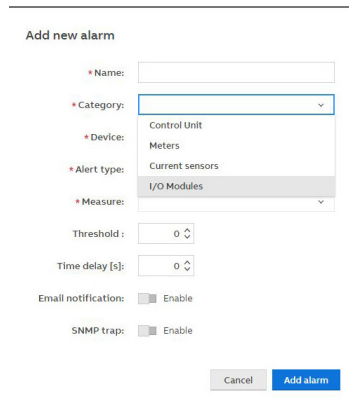 Add new alarm
* Name:
* Category:
Control Unit
* Device:
Meters
Current sensors
* Alert type:
I/O Modules
* Measure:
Threshold : 0
Time delay [s]: 0
Email notification: Enable
SNMP trap: Enable
Cancel Add alarm